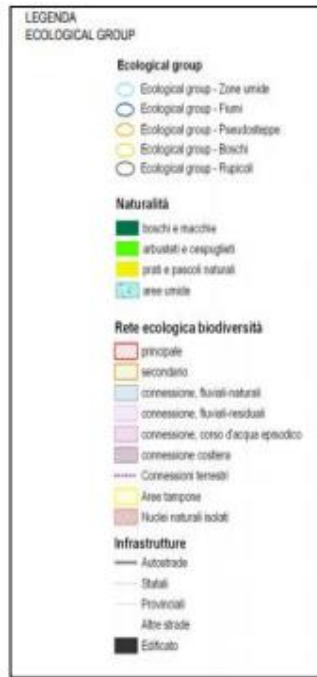 LEGENDA
ECOLOGICAL GROUP
Ecological group
Ecological group - Zone umide
Ecological group - Fiumi
Ecological group - Pseudosteppe
Ecological group - Boschi
Ecological group - Rupicoli
Naturalità
boschi e macchie
arbusteti e cespuglieti
prati e pascoli naturali
aree umide
Rete ecologica biodiversità
principale
secondario
connessione, fluviali-naturali
connessione, fluviali-residuali
connessione, corso d'acqua episodico
connessione costiera
Connessioni terrestri
Aree tampone
Nuclei naturali isolati
Infrastrutture
Autostrade
Statali
Provinciali
Altre strade
Edificato